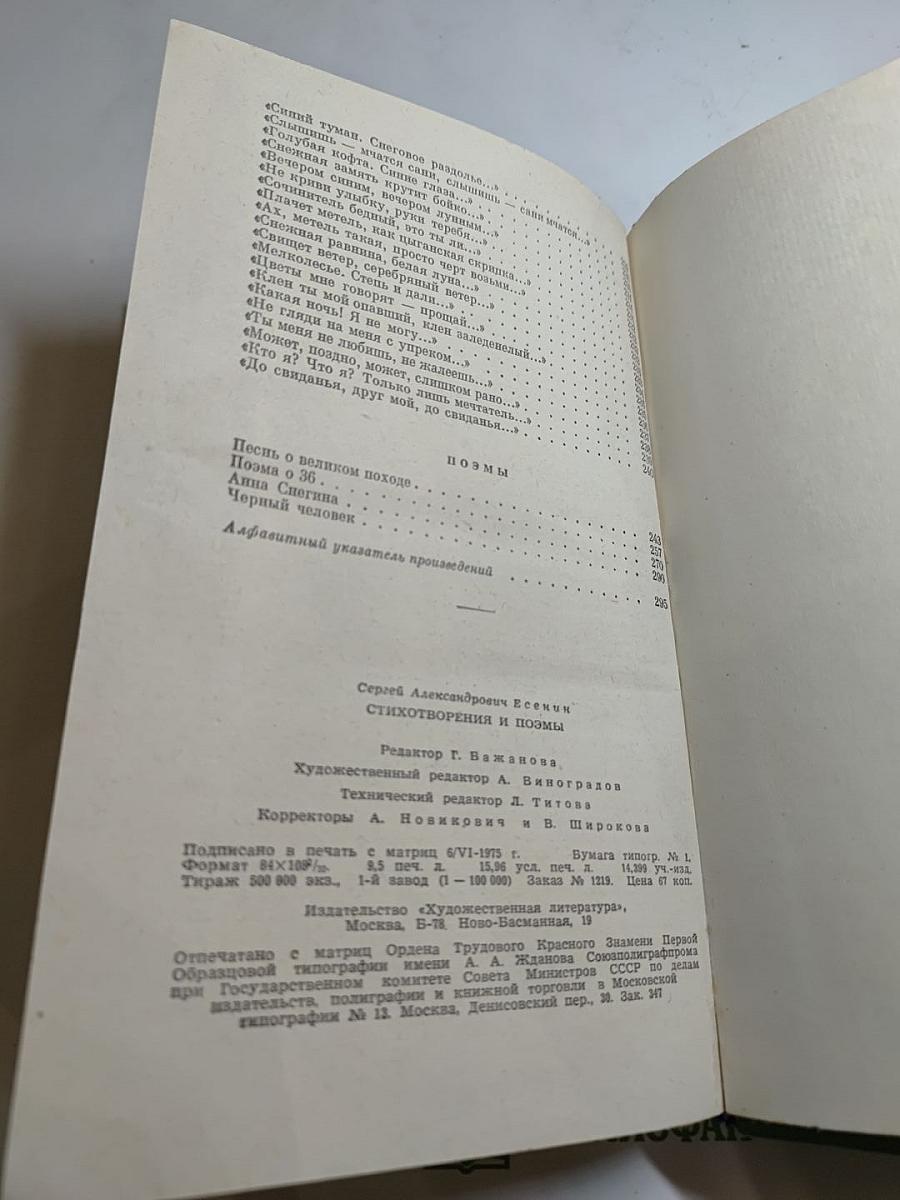 «Синий туман. Снеговое раздолье...»
«Слышишь — мчатся сани, слышишь — сани мчатся...»
«Голубая кофта. Синие глаза...»
«Снежная замять крутит бойко...»
«Вечером синим, вечером лунным...»
«Не криви улыбку, руки теребя...»
«Сочинитель бедный, это ты ли...»
«Плачет метель, как цыганская скрипка...»
«Ах, метель такая, просто черт возьми...»
«Снежная равнина, белая луна...»
«Свищет ветер, серебряный ветер...»
«Мелколесье. Степь и дали...»
«Цветы мне говорят — прощай...»
«Клен ты мой опавший, клен заледенелый...»
«Какая ночь! Я не могу...»
«Не гляди на меня с упреком...»
«Ты меня не любишь, не жалеешь...»
«Может, поздно, может, слишком рано...»
«Кто я? Что я? Только лишь мечтатель...»
«До свиданья, друг мой, до свиданья...» 240
ПОЭМЫ
Песнь о великом походе 243
Поэма о 36 257
Анна Снегина 270
Черный человек 290
Алфавитный указатель произведений 295
Сергей Александрович Есенин
СТИХОТВОРЕНИЯ И ПОЭМЫ
Редактор Г. Бажанова
Художественный редактор А. Виноградов
Технический редактор Л. Титова
Корректоры А. Новикович и В. Широкова
Подписано в печать с матриц 6/VI-1975 г. Бумага типогр. № 1.
Формат 84×108¹/₃₂. 9,5 печ. л. 15,96 усл. печ. л. 14,399 уч.-изд.
Тираж 500 000 экз., 1-й завод (1 — 100 000) Заказ № 1219. Цена 67 коп.
Издательство «Художественная литература»,
Москва, Б-78, Ново-Басманная, 19
Отпечатано с матриц Ордена Трудового Красного Знамени Первой
Образцовой типографии имени А. А. Жданова Союзполиграфпрома
при Государственном комитете Совета Министров СССР по делам
издательств, полиграфии и книжной торговли в Московской
типографии № 13. Москва, Денисовский пер., 30. Зак. 347